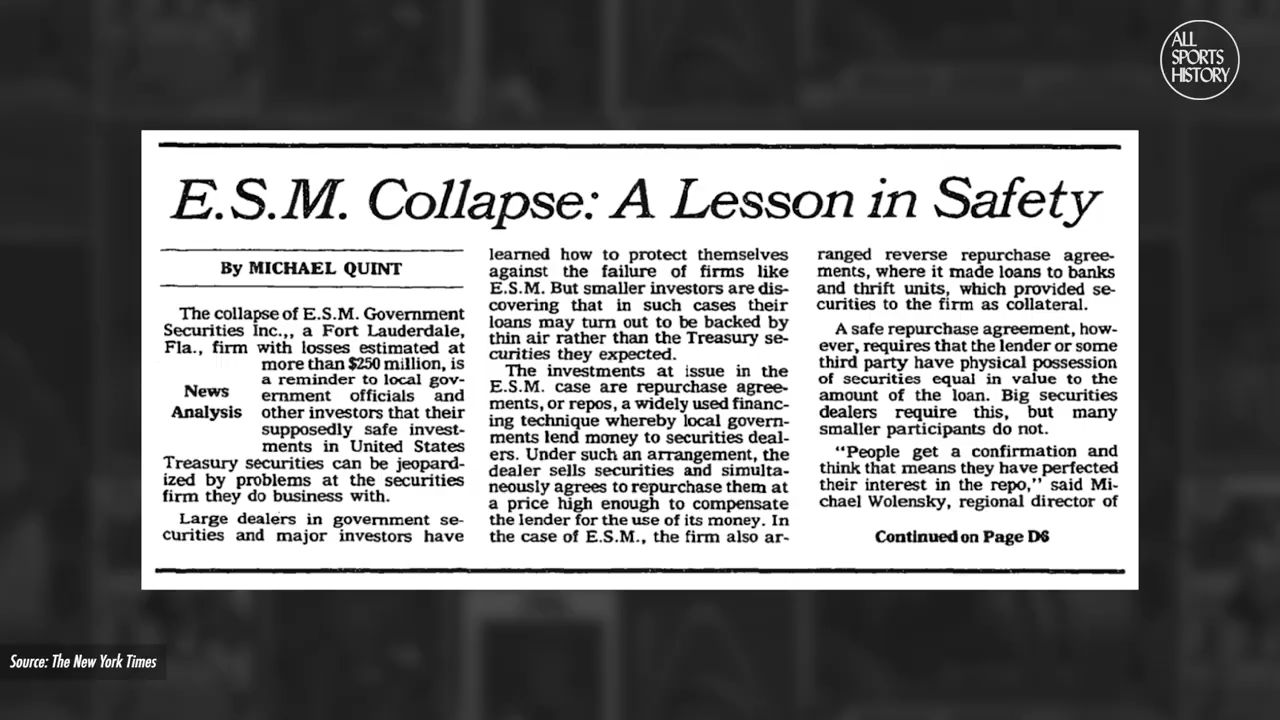 ALL
SPORTS
HISTORY
E.S.M. Collapse: A Lesson in Safety
By MICHAEL QUINT
The collapse of E.S.M. Government
Securities Inc.,, a Fort Lauderdale,
Fla., firm with losses estimated at
more than $250 million, is
a reminder to local gov-
ernment officials and
other investors that their
supposedly safe invest-
ments in United States
News
Analysis
Treasury securities can be jeopard-
ized by problems at the securities
firm they do business with.
Large dealers in government se-
curities and major investors have
learned how to protect themselves
against the failure of firms like
E.S.M. But smaller investors are dis-
covering that in such cases their
loans may turn out to be backed by
thin air rather than the Treasury se-
curities they expected.
The investments at issue in the
E.S.M. case are repurchase agree-
ments, or repos, a widely used financ-
ing technique whereby local govern-
ments lend money to securities deal-
ers. Under such an arrangement, the
dealer sells securities and simulta-
neously agrees to repurchase them at
a price high enough to compensate
the lender for the use of its money. In
the case of E.S.M., the firm also ar-
ranged reverse repurchase agree-
ments, where it made loans to banks
and thrift units, which provided se-
curities to the firm as collateral.
A safe repurchase agreement, how-
ever, requires that the lender or some
third party have physical possession
of securities equal in value to the
amount of the loan. Big securities
dealers require this, but many
smaller participants do not.
"People get a confirmation and
think that means they have perfected
their interest in the repo," said Mi-
chael Wolensky, regional director of
Continued on Page D6
Source: The New York Times